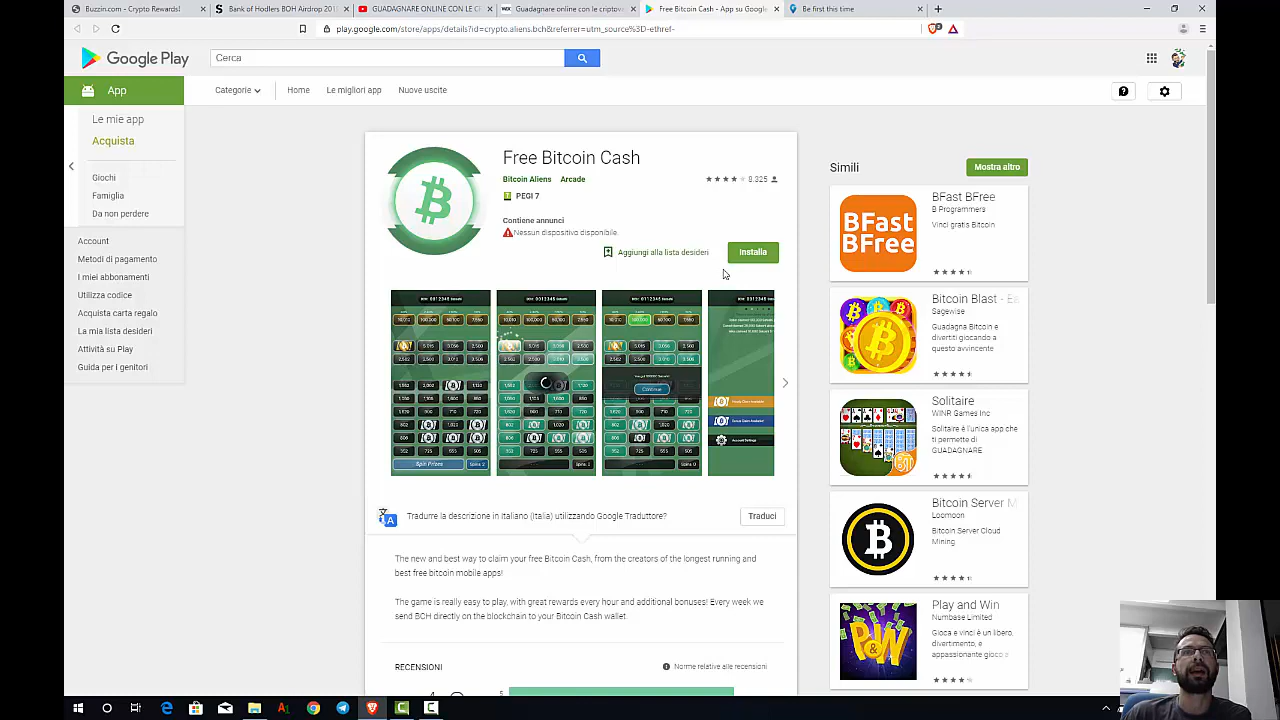 Buzzin.com - Crypto Rewards!
Bank of Hodlers BOH Airdrop 201
GUADAGNARE ONLINE CON LE C
Guadagnare online con le criptov
Free Bitcoin Cash - App su Google
Be first this time
play.google.com/store/apps/details?id=crypto.aliens.bch&referrer=utm_source%3D-ethref-
Google Play
Cerca
App
Categorie
Home
Le migliori app
Nuove uscite
Le mie app
Acquista
Giochi
Famiglia
Da non perdere
Account
Metodi di pagamento
I miei abbonamenti
Utilizza codice
Acquista carta regalo
La mia lista desideri
Attività su Play
Guida per i genitori
Free Bitcoin Cash
Bitcoin Aliens
Arcade
8.325
PEGI 7
Contiene annunci
Nessun dispositivo disponibile.
Aggiungi alla lista desideri
Installa
Tradurre la descrizione in Italiano (Italia) utilizzando Google Traduttore?
Traduci
The new and best way to claim your free Bitcoin Cash, from the creators of the longest running and
best free bitcoin mobile apps!
The game is really easy to play, with great rewards every hour and additional bonuses! Every week we
send BCH directly on the blockchain to your Bitcoin Cash wallet.
RECENSIONI
Norme relative alle recensioni
Simili
Mostra altro
BFast
BFree
BFast BFree
B Programmers
Vinci gratis Bitcoin
Bitcoin Blast - Ea
Sagewise
Guadagna Bitcoin e
divertiti giocando a
questo avvincente
Solitaire
WINR Games Inc
Solitaire è l'unica app che
ti permette di
GUADAGNARE
Bitcoin Server M
Loomoon
Bitcoin Server Cloud
Mining
Play and Win
Numbase Limited
Gioca e vinci è un libero,
divertimento, e
appassionante gioco a